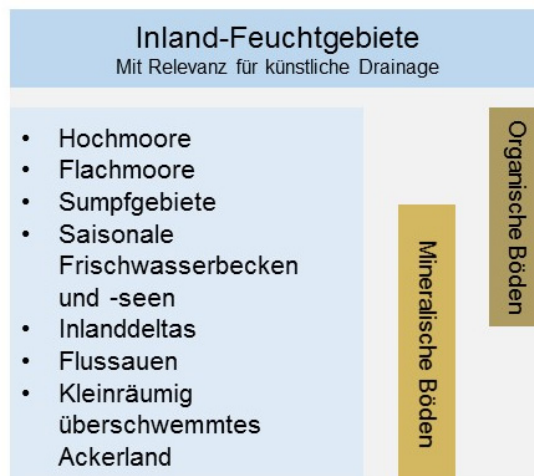 Inland-Feuchtgebiete
Mit Relevanz für künstliche Drainage
• Hochmoore
• Flachmoore
• Sumpfgebiete
• Saisonale
Frischwasserbecken
und -seen
• Inlanddeltas
• Flussauen
• Kleinräumig
überschwemmtes
Ackerland
Mineralische Böden
Organische Böden